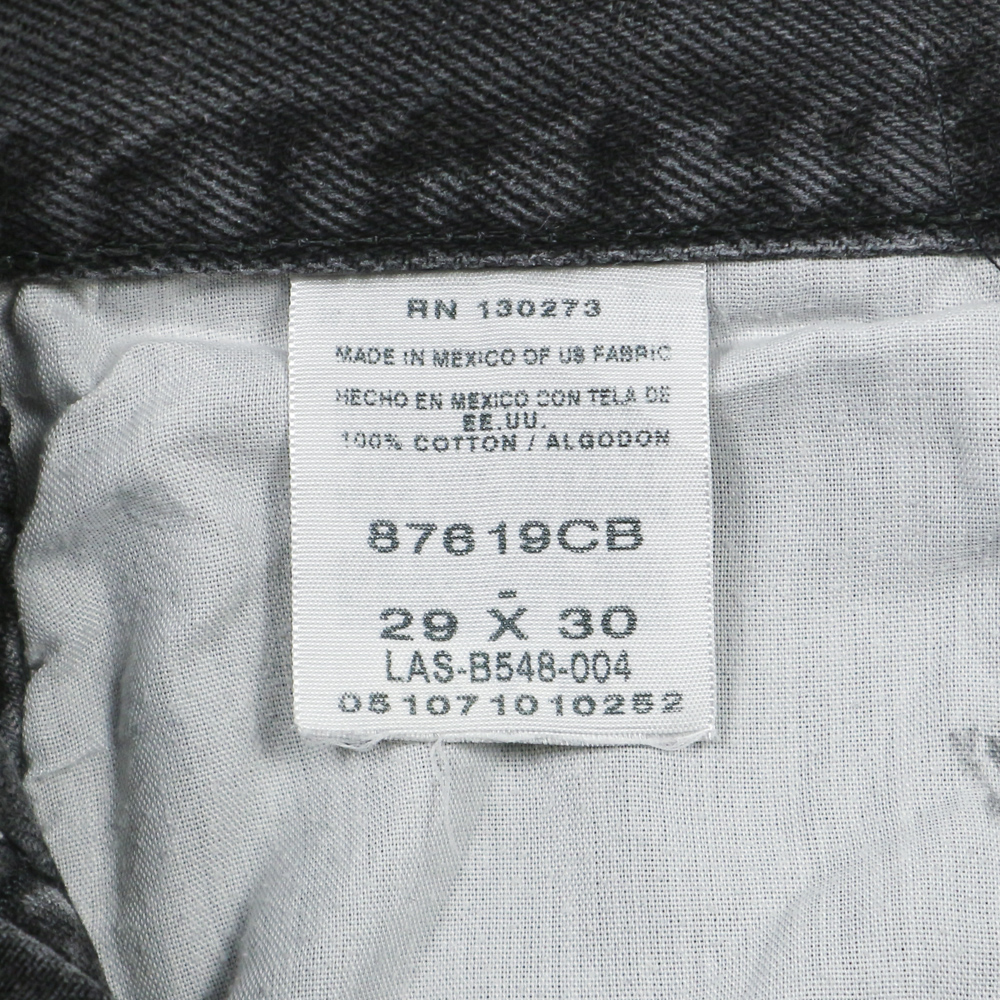 RN 130273
MADE IN MEXICO OF US FABRIC
HECHO EN MEXICO CON TELA DE
EE.UU.
100% COTTON / ALGODON
87619CB
29 X 30
LAS-B548-004
051071010252